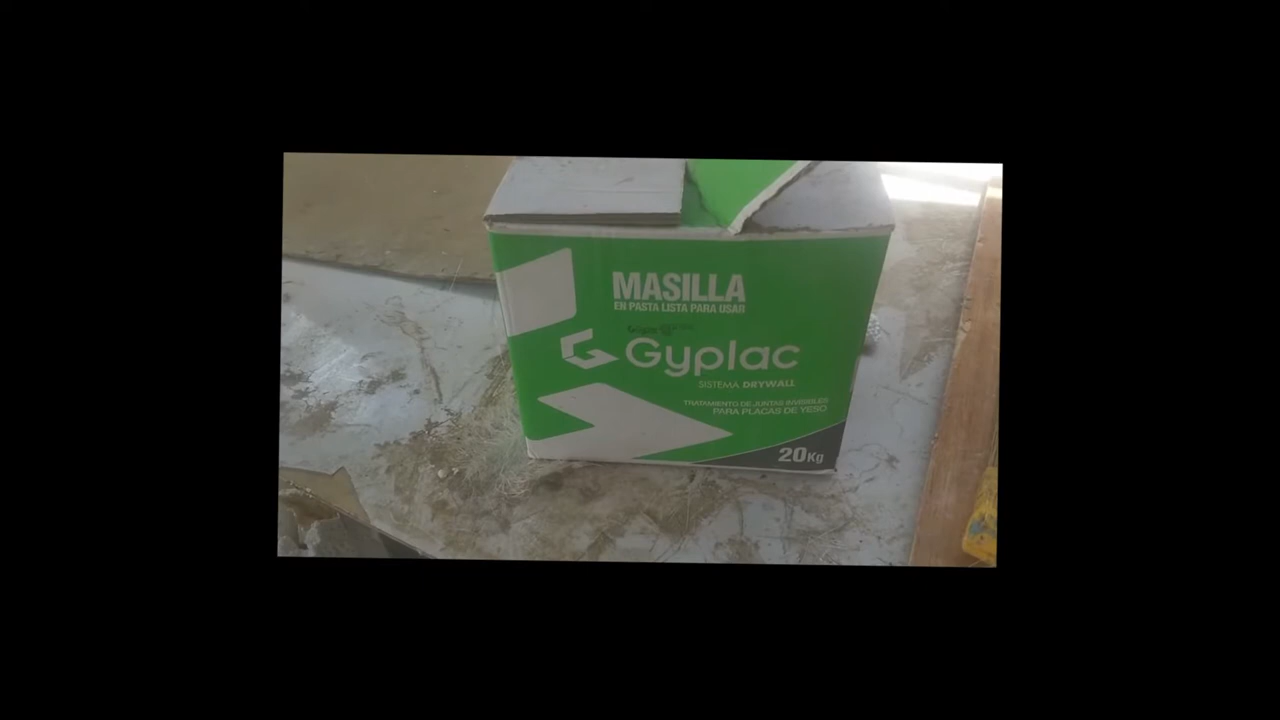 MASILLA
EN PASTA LISTA PARA USAR
Gyplac
SISTEMA DRYWALL
TRATAMIENTO DE JUNTAS INVISIBLES
PARA PLACAS DE YESO
20Kg